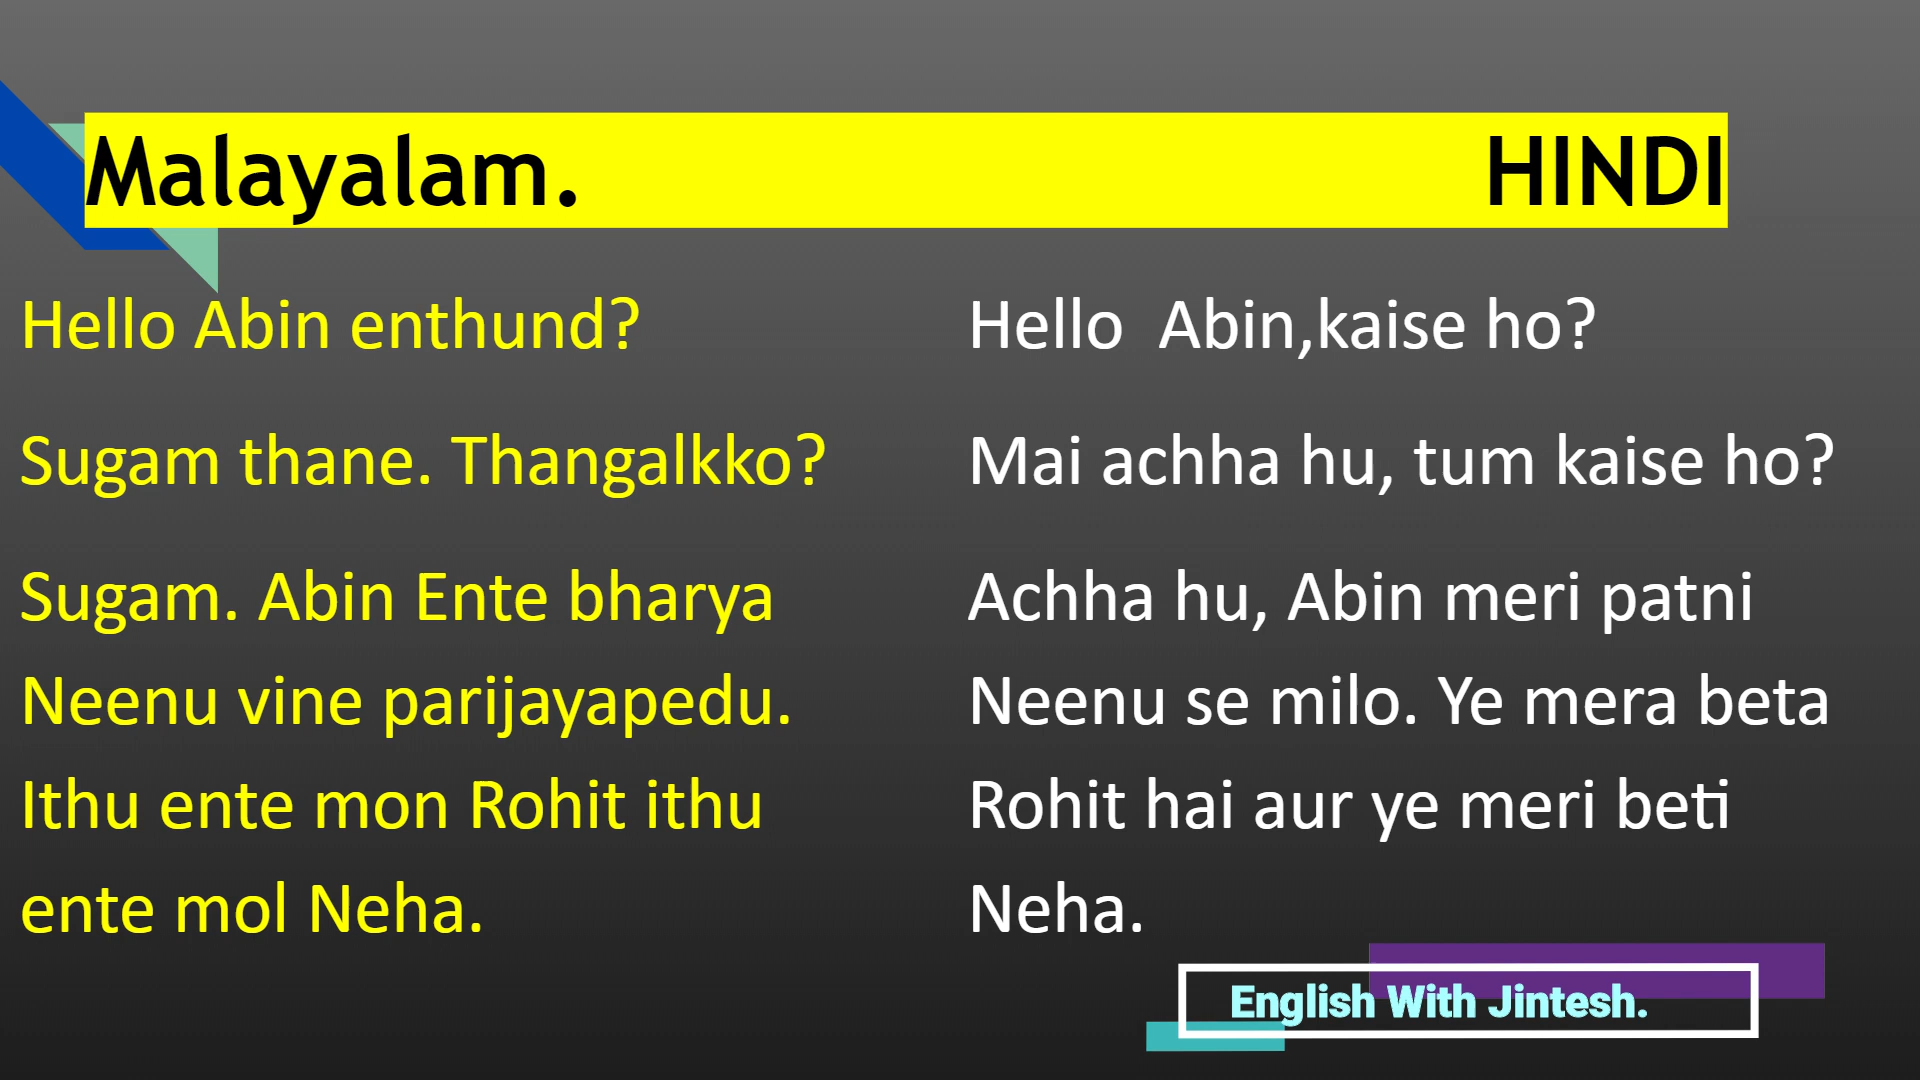 Malayalam. HINDI
Hello Abin enthund?
Hello Abin,kaise ho?
Sugam thane. Thangalkko?
Mai achha hu, tum kaise ho?
Sugam. Abin Ente bharya
Neenu vine parijayapedu.
Ithu ente mon Rohit ithu
ente mol Neha.
Achha hu, Abin meri patni
Neenu se milo. Ye mera beta
Rohit hai aur ye meri beti
Neha.
English With Jintesh.